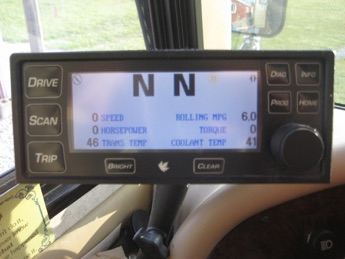 DRIVE
SCAN
TRIP
N N 0
0 SPEED ROLLING MPG 6.0
0 HORSEPOWER TORQUE 0
46 TRANS TEMP COOLANT TEMP 41
DIAG INFO
PROG HOME
BRIGHT CLEAR